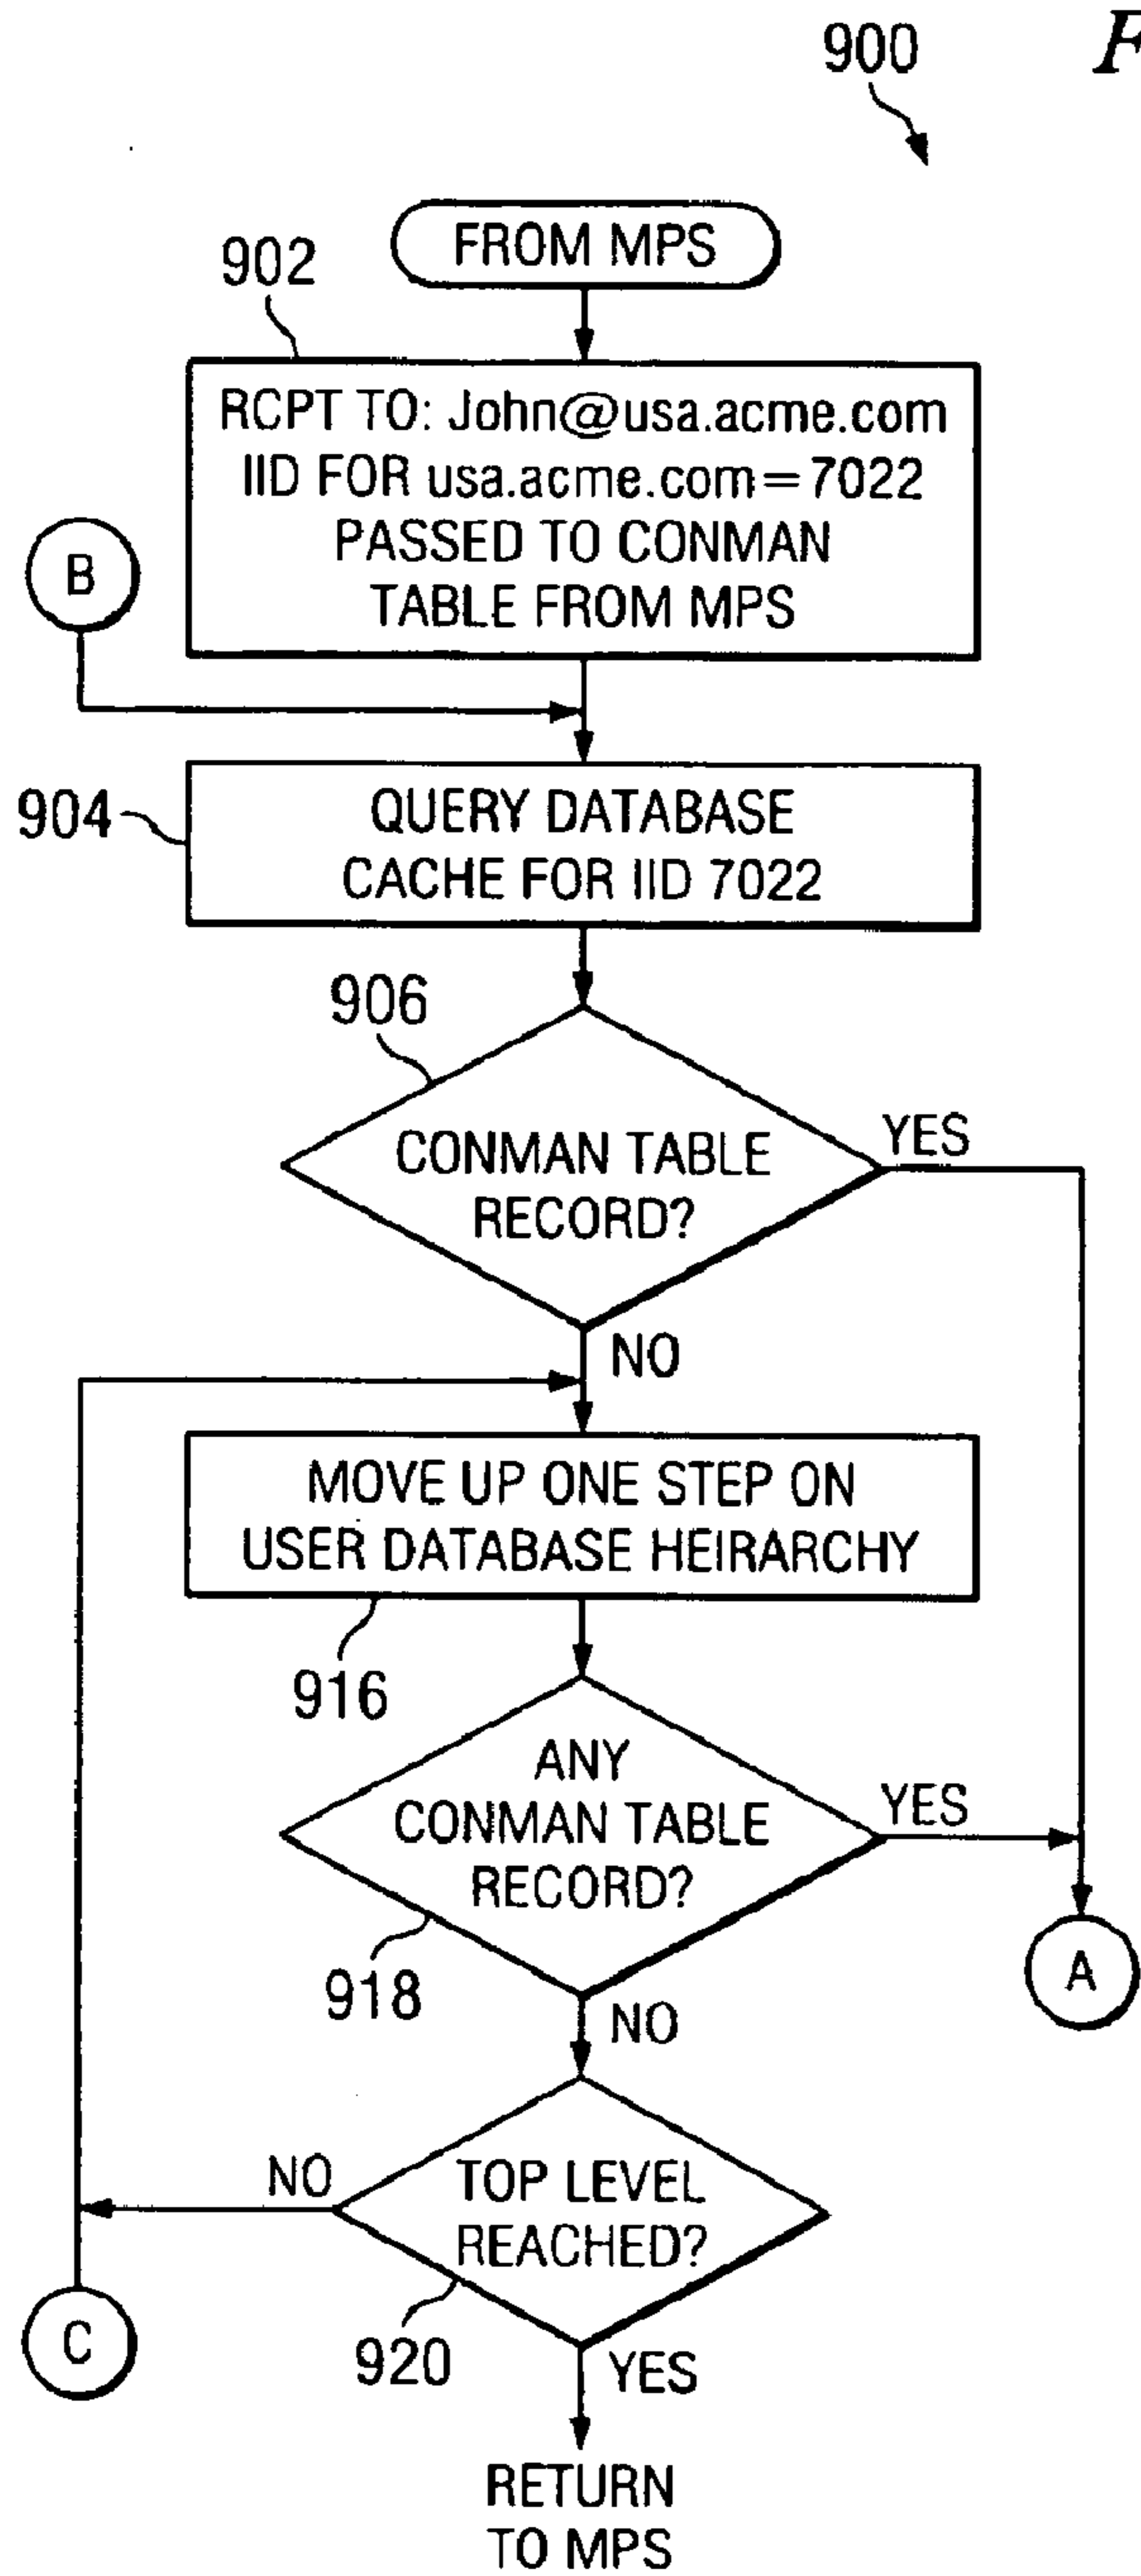 900
F
FROM MPS
902
RCPT TO: John@usa.acme.com
IID FOR usa.acme.com=7022
PASSED TO CONMAN
TABLE FROM MPS
B
904
QUERY DATABASE
CACHE FOR IID 7022
906
CONMAN TABLE
RECORD?
YES
NO
MOVE UP ONE STEP ON
USER DATABASE HEIRARCHY
916
ANY
CONMAN TABLE
RECORD?
YES
918
A
NO
TOP LEVEL
REACHED?
NO
C
920
YES
RETURN
TO MPS